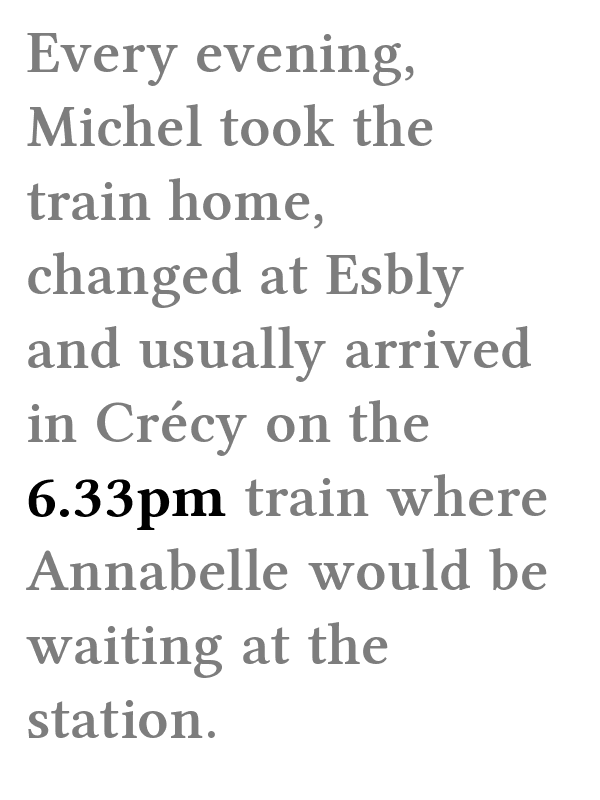 Every evening,
Michel took the
train home,
changed at Esbly
and usually arrived
in Crécy on the
6.33pm train where
Annabelle would be
waiting at the
station.